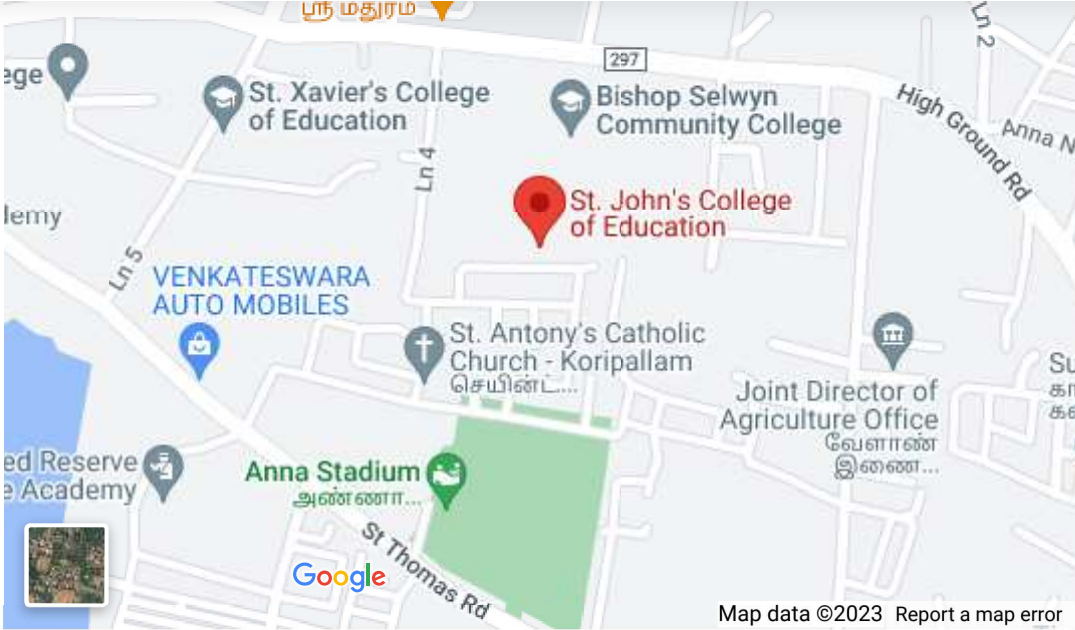 ஸ்ரீ மதுரம்
297
Ln 2
ege
St. Xavier's College
of Education
Bishop Selwyn
Community College
High Ground Rd
Anna N
Ln 4
St. John's College
of Education
demy
Ln 5
VENKATESWARA
AUTO MOBILES
St. Antony's Catholic
Church - Koripallam
செயின்ட்....
Joint Director of
Agriculture Office
வேளாண்
இணை...
Su
கா
ed Reserve
e Academy
Anna Stadium
அண்ணா...
St Thomas Rd
Google
Map data ©2023 Report a map error